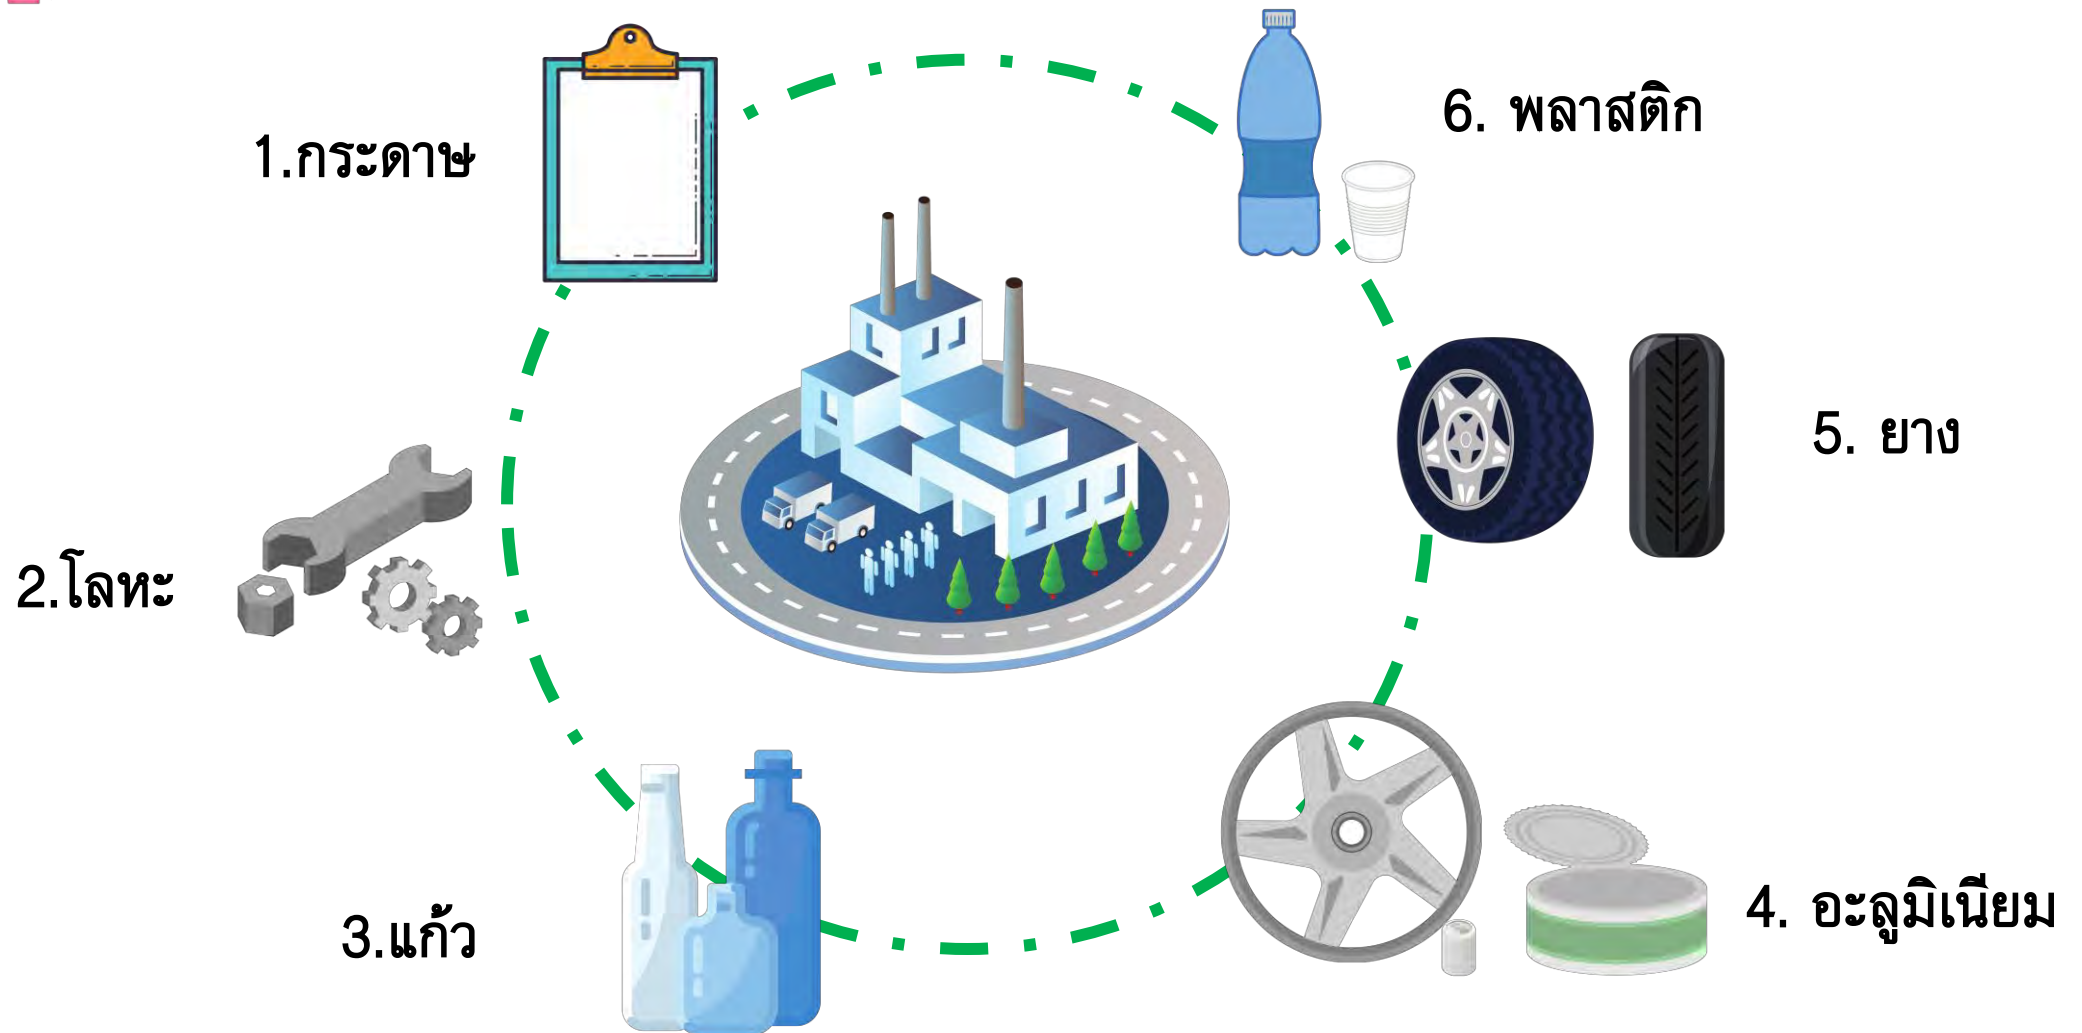 1.กระดาษ
2.โลหะ
3.แก้ว
4. อะลูมิเนียม
5. ยาง
6. พลาสติก